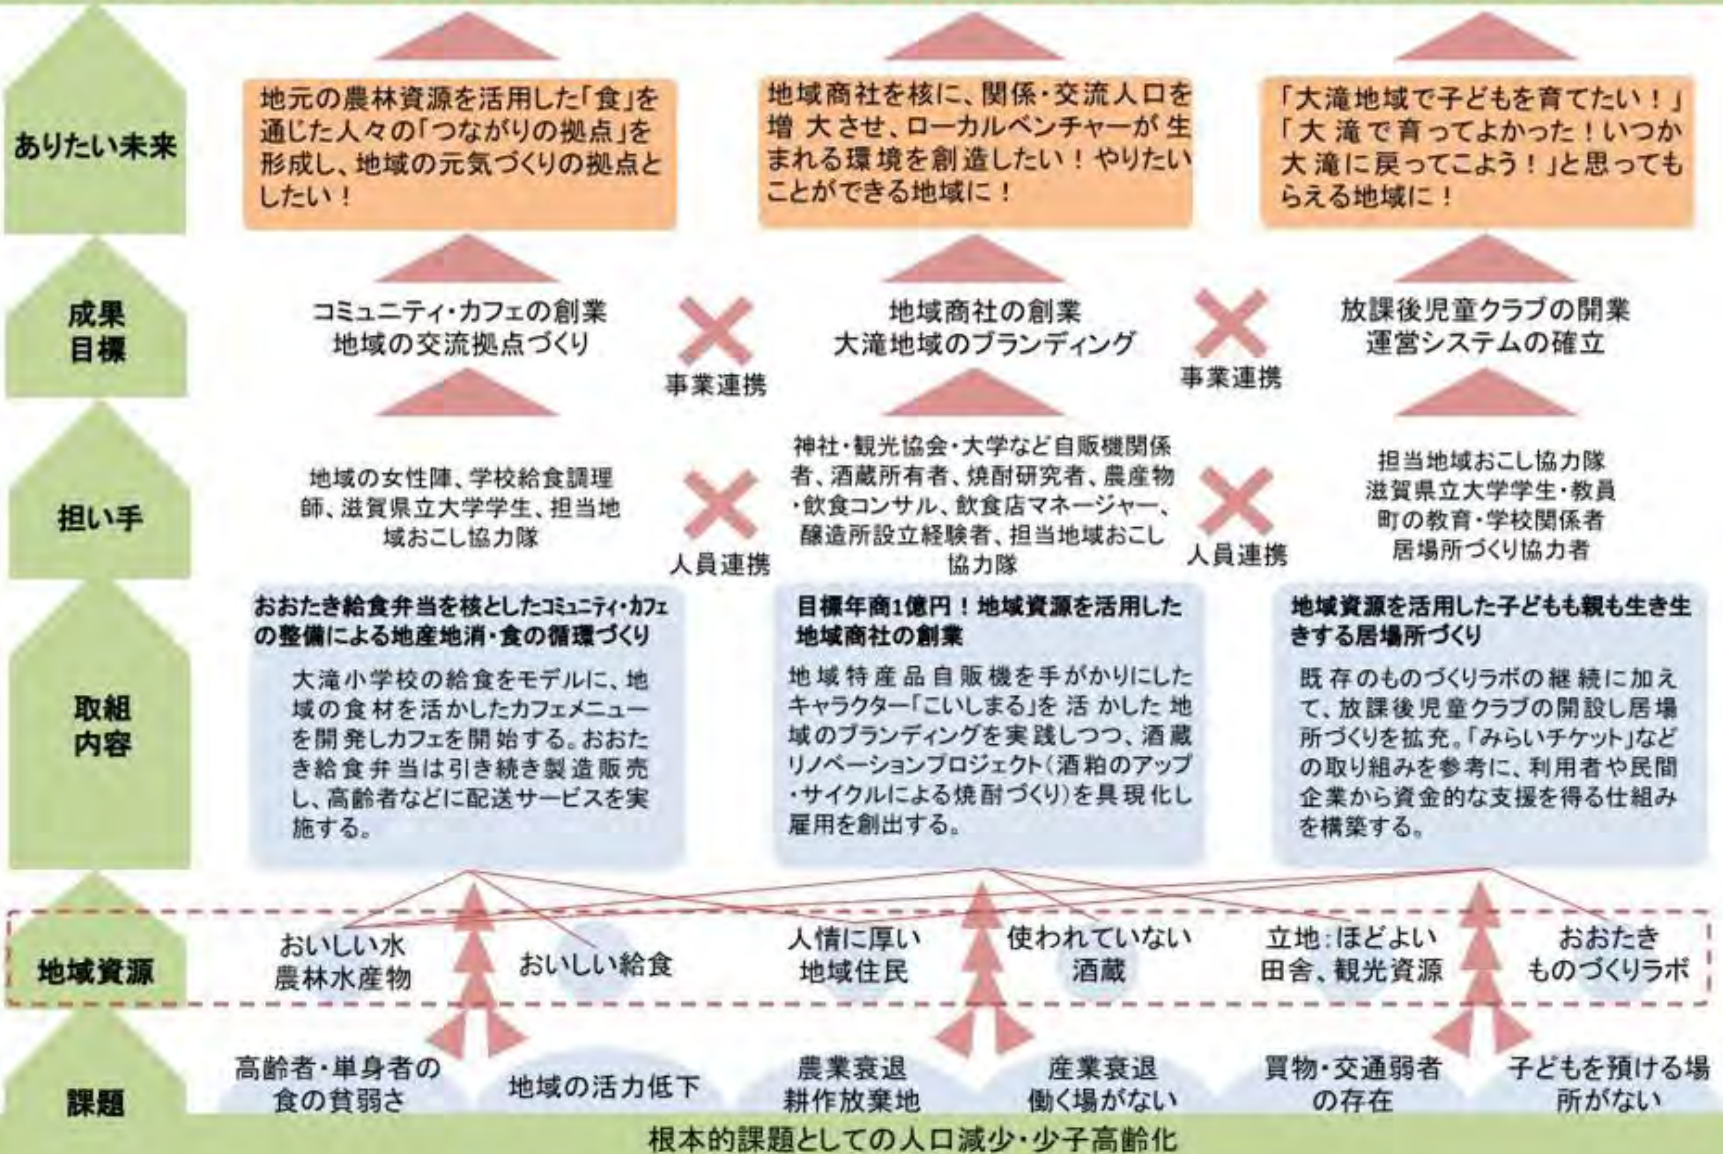 ありたい未来
地元の農林資源を活用した「食」を
通じた人々の「つながりの拠点」を
形成し、地域の元気づくりの拠点と
したい！
地域商社を核に、関係・交流人口を
増 大させ、ローカルベンチャーが 生
まれる環境を創造したい！やりたい
ことができる地域に！
「大滝地域で子どもを育てたい！」
「大 滝で育ってよかった！いつか
大 滝に戻ってこよう！」と思っても
らえる地域に！
成果
目標
コミュニティ・カフェの創業
地域の交流拠点づくり
事業連携
地域商社の創業
大滝地域のブランディング
事業連携
放課後児童クラブの開業
運営システムの確立
担い手
地域の女性陣、学校給食調理
師、滋賀県立大学学生、担当地
域おこし協力隊
人員連携
神社・観光協会・大学など自販機関係
者、酒蔵所有者、焼酎研究者、農産物
・飲食コンサル、飲食店マネージャー、
醸造所設立経験者、担当地域おこし
協力隊
人員連携
担当地域おこし協力隊
滋賀県立大学学生・教員
町の教育・学校関係者
居場所づくり協力者
取組
内容
おおたき給食弁当を核としたコミュニティ・カフェ
の整備による地産地消・食の循環づくり
大滝小学校の給食をモデルに、地
域の食材を活かしたカフェメニュー
を開発しカフェを開始する。おおた
き給食弁当は引き続き製造販売
し、高齢者などに配送サービスを実
施する。
目標年商1億円！地域資源を活用した
地域商社の創業
地域特産品自販機を手がかりにした
キャラクター「こいしまる」を 活 かした 地
域のブランディングを実践しつつ、酒蔵
リノベーションプロジェクト（酒粕のアップ
・サイクルによる焼酎づくり）を具現化し
雇用を創出する。
地域資源を活用した子どもも親も生き生
きする居場所づくり
既存のものづくりラボの継続に加え
て、放課後児童クラブの開設し居場
所づくりを拡充。「みらいチケット」など
の取り組みを参考に、利用者や民間
企業から資金的な支援を得る仕組み
を構築する。
地域資源
おいしい水
農林水産物
おいしい給食
人情に厚い
地域住民
使われていない
酒蔵
立地：ほどよい
田舎、観光資源
おおたき
ものづくりラボ
課題
高齢者・単身者の
食の貧弱さ
地域の活力低下
農業衰退
耕作放棄地
産業衰退
働く場がない
買物・交通弱者
の存在
子どもを預ける場
所がない
根本的課題としての人口減少・少子高齢化